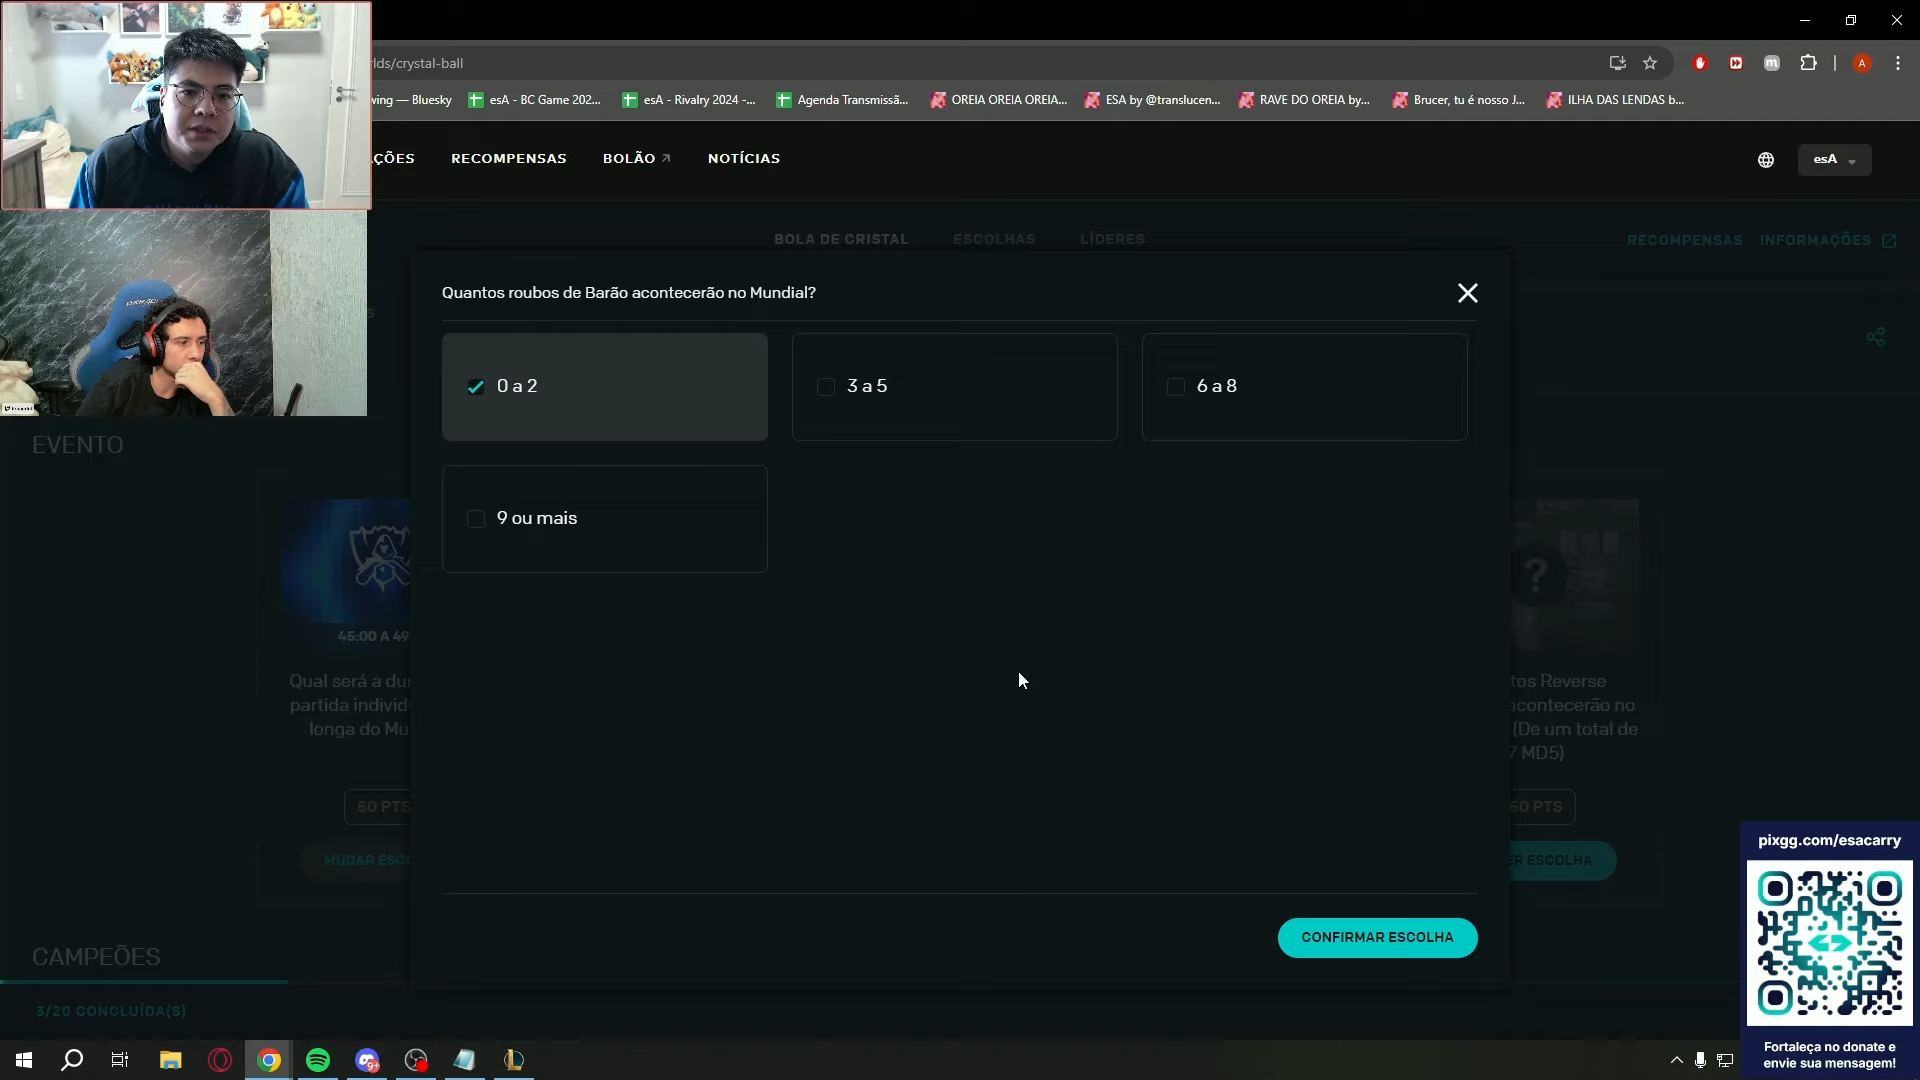 lds/crystal-ball
wing — Bluesky
esA - BC Game 202...
esA - Rivalry 2024 -...
Agenda Transmissã...
OREIA OREIA OREIA...
ESA by @translucen...
RAVE DO OREIA by...
Brucer, tu é nosso J...
ILHA DAS LENDAS b...
ÇÕES
RECOMPENSAS
BOLÃO
NOTÍCIAS
esA
BOLA DE CRISTAL
ESCOLHAS
LÍDERES
RECOMPENSAS
INFORMAÇÕES
Quantos roubos de Barão acontecerão no Mundial?
0 a 2
3 a 5
6 a 8
9 ou mais
EVENTO
45:00 A 49
Qual será a du
partida individ
longa do Mu
50 PTS
MUDAR ESC
tos Reverse
acontecerão no
(De um total de
7 MD5)
50 PTS
ER ESCOLHA
CONFIRMAR ESCOLHA
CAMPEÕES
3/20 CONCLUÍDA(S)
pixgg.com/esacarry
Fortaleça no donate e
envie sua mensagem!